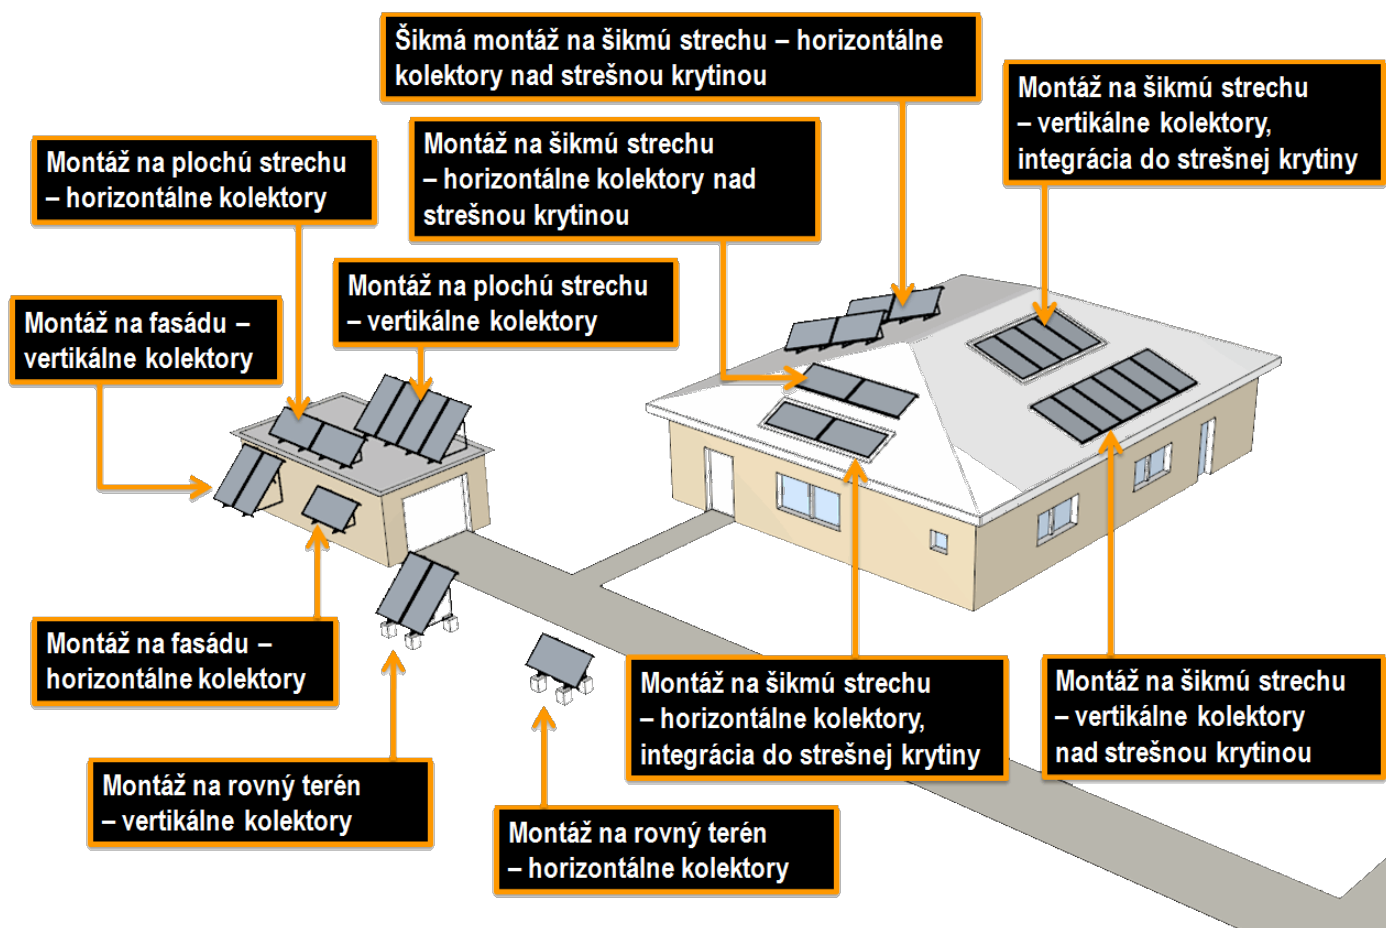 Šikmá montáž na šikmú strechu – horizontálne
kolektory nad strešnou krytinou
Montáž na šikmú strechu
– vertikálne kolektory,
integrácia do strešnej krytiny
Montáž na šikmú strechu
– horizontálne kolektory nad
strešnou krytinou
Montáž na plochú strechu
– horizontálne kolektory
Montáž na plochú strechu
– vertikálne kolektory
Montáž na fasádu –
vertikálne kolektory
Montáž na fasádu –
horizontálne kolektory
Montáž na šikmú strechu
– horizontálne kolektory,
integrácia do strešnej krytiny
Montáž na šikmú strechu
– vertikálne kolektory
nad strešnou krytinou
Montáž na rovný terén
– vertikálne kolektory
Montáž na rovný terén
– horizontálne kolektory